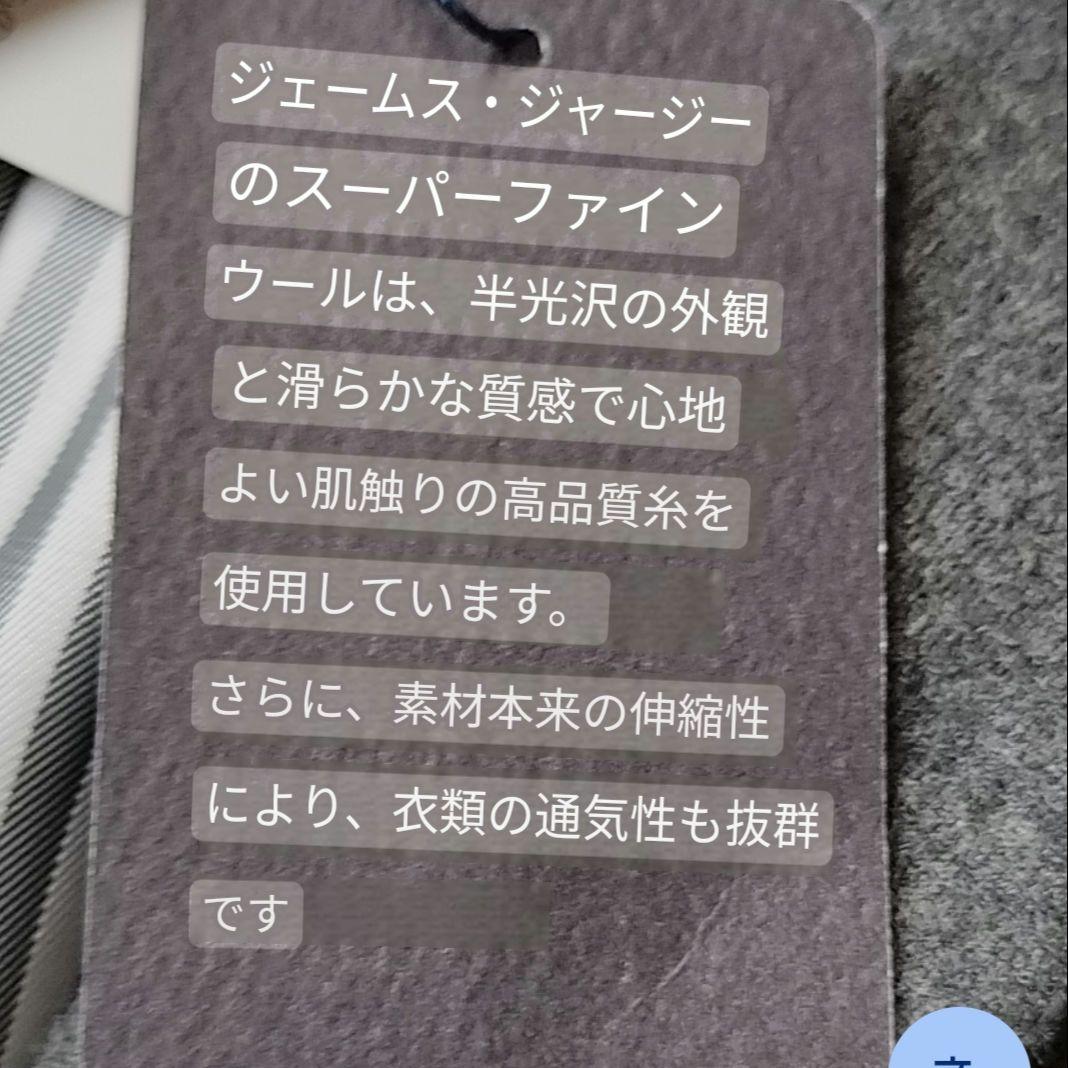 ジェームス・ジャージー
のスーパーファイン
ウールは、半光沢の外観
と滑らかな質感で心地
よい肌触りの高品質糸を
使用しています。
さらに、素材本来の伸縮性
により、衣類の通気性も抜群
です